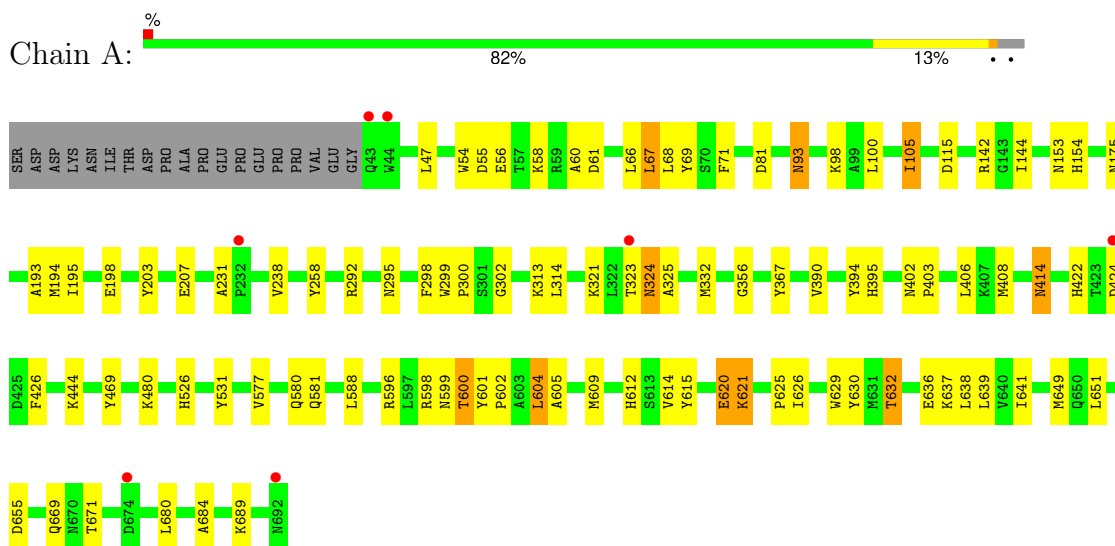 %
Chain A:
82% 13% • •
SER ASP ASP LYS ASN ILE THR ASP PRO ALA PRO GLU PRO GLU PRO PRO VAL GLU GLY Q43 W44 L47 W54 D55 E56 T57 K58 R59 A60 D61 L66 L67 L68 Y69 S70 F71 D81 N93 K98 A99 L100 I105 D115 R142 G143 I144 N153 H154 N175
A193 M194 I195 E198 Y203 E207 A231 P232 V238 Y258 R292 N295 F298 W299 P300 S301 G302 K313 L314 K321 L322 T323 N324 A325 M332 G356 Y367 V390 Y394 H395 N402 P403 L406 K407 M408 N414 H422 T423 D424
D425 F426 K444 Y469 K480 H526 Y531 V577 Q580 Q581 L588 R596 L597 R598 N599 T600 Y601 P602 A603 L604 A605 M609 H612 S613 V614 Y615 E620 K621 P625 I626 W629 Y630 M631 T632 E636 K637 L638 L639 V640 I641 M649 Q650 L651
D655 Q669 N670 T671 D674 L680 A684 K689 N692